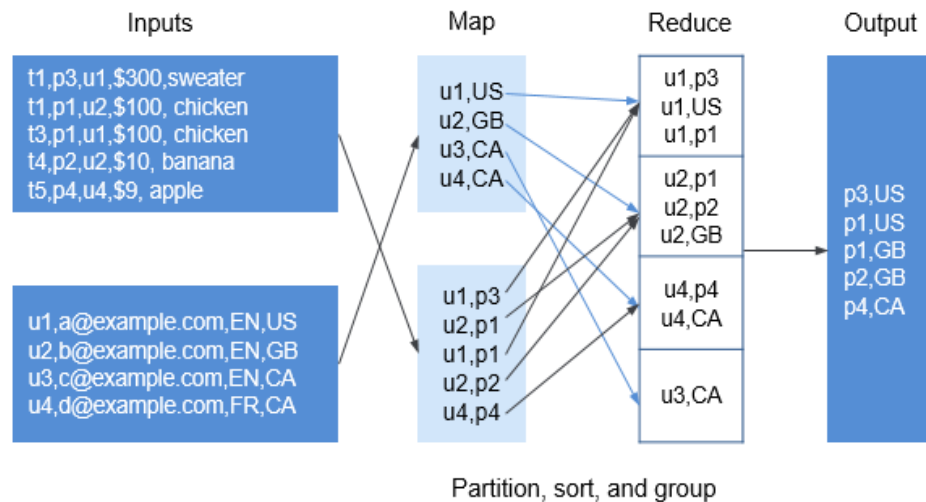 Inputs
Map
Reduce
Output
t1,p3,u1,$300,sweater
t1,p1,u2,$100, chicken
t3,p1,u1,$100, chicken
t4,p2,u2,$10, banana
t5,p4,u4,$9, apple
u1,a@example.com,EN,US
u2,b@example.com,EN,GB
u3,c@example.com,EN,CA
u4,d@example.com,FR,CA
u1,US
u2,GB
u3,CA
u4,CA
u1,p3
u2,p1
u1,p1
u2,p2
u4,p4
u1,p3
u1,US
u1,p1
u2,p1
u2,p2
u2,GB
u4,p4
u4,CA
u3,CA
p3,US
p1,US
p1,GB
p2,GB
p4,CA
Partition, sort, and group